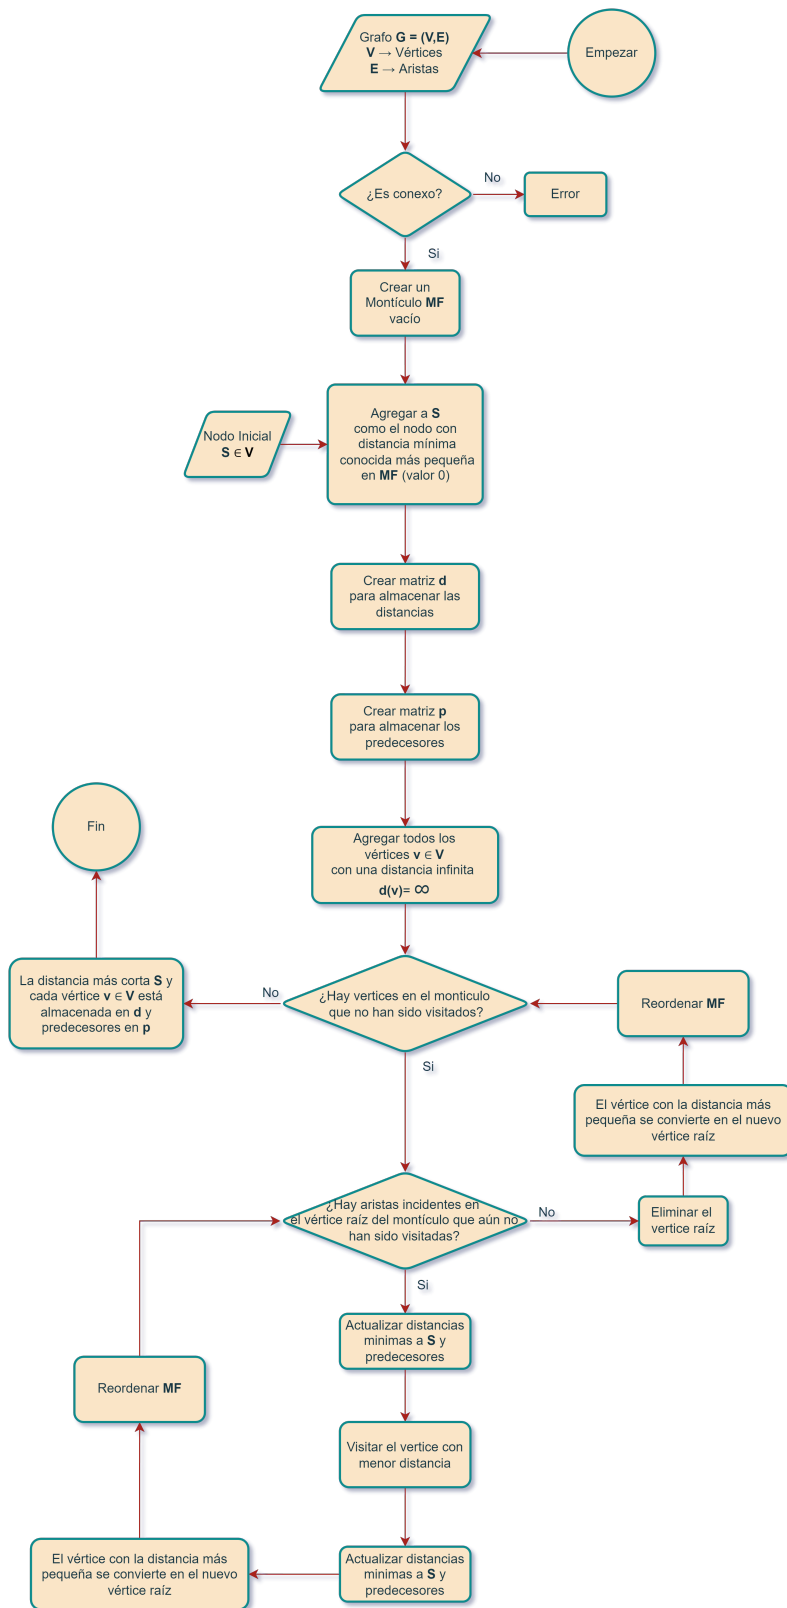 Grafo G = (V,E)
V → Vértices
E → Aristas
Empezar
¿Es conexo?
No
Error
Si
Crear un
Montículo MF
vacío
Nodo Inicial
S ∈ V
Agregar a S
como el nodo con
distancia mínima
conocida más pequeña
en MF (valor 0)
Crear matriz d
para almacenar las
distancias
Crear matriz p
para almacenar los
predecesores
Fin
Agregar todos los
vértices v ∈ V
con una distancia infinita
d(v)= ∞
La distancia más corta S y
cada vértice v ∈ V está
almacenada en d y
predecesores en p
No
¿Hay vertices en el monticulo
que no han sido visitados?
Reordenar MF
Si
El vértice con la distancia más
pequeña se convierte en el nuevo
vértice raíz
¿Hay aristas incidentes en
el vértice raíz del montículo que aún no
han sido visitadas?
No
Eliminar el
vertice raíz
Si
Actualizar distancias
minimas a S y
predecesores
Reordenar MF
Visitar el vertice con
menor distancia
El vértice con la distancia más
pequeña se convierte en el nuevo
vértice raíz
Actualizar distancias
minimas a S y
predecesores